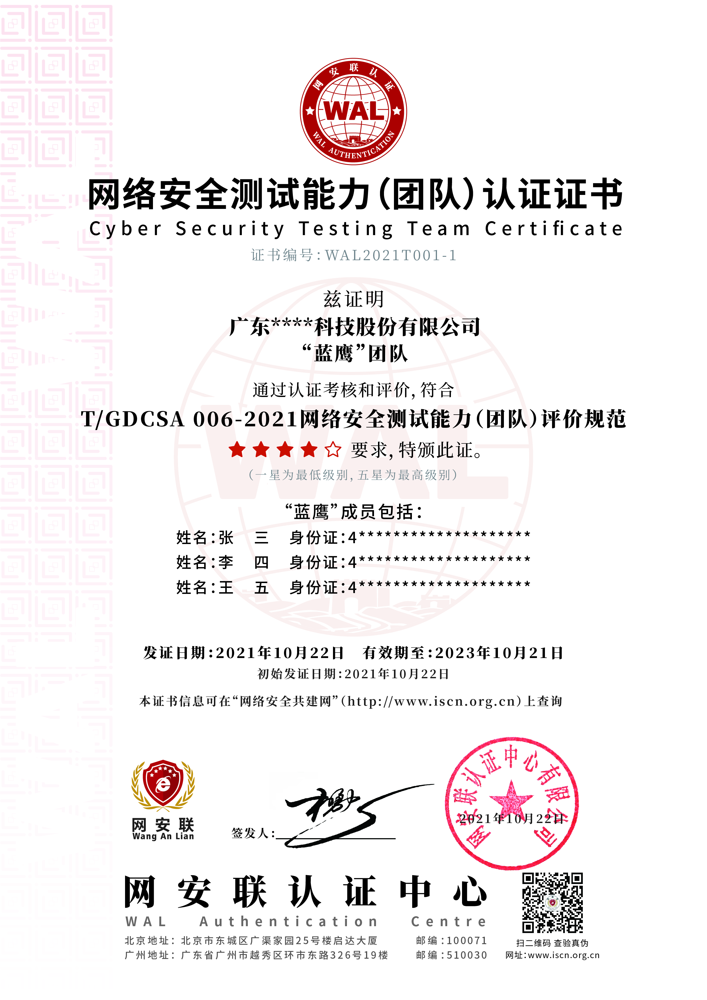 网安联认证
WAL
WAL AUTHENTICATION
网络安全测试能力（团队）认证证书
Cyber Security Testing Team Certificate
证书编号：WAL2021T001-1
兹证明
广东****科技股份有限公司
“蓝鹰”团队
通过认证考核和评价，符合
T/GDCSA 006-2021网络安全测试能力（团队）评价规范
★★★★☆ 要求，特颁此证。
（一星为最低级别，五星为最高级别）
“蓝鹰”成员包括：
姓名：张 三 身份证：4********************
姓名：李 四 身份证：4********************
姓名：王 五 身份证：4********************
发证日期：2021年10月22日 有效期至：2023年10月21日
初始发证日期：2021年10月22日
本证书信息可在“网络安全共建网”（http://www.iscn.org.cn）上查询
网安联
Wang An Lian
签发人：
网安联认证中心有限公司
2021年10月22日
网安联认证中心
WAL Authentication Centre
北京地址：北京市东城区广渠家园25号楼启达大厦 邮编：100071
广州地址：广东省广州市越秀区环市东路326号19楼 邮编：510030
扫二维码 查验真伪
网址：www.iscn.org.cn